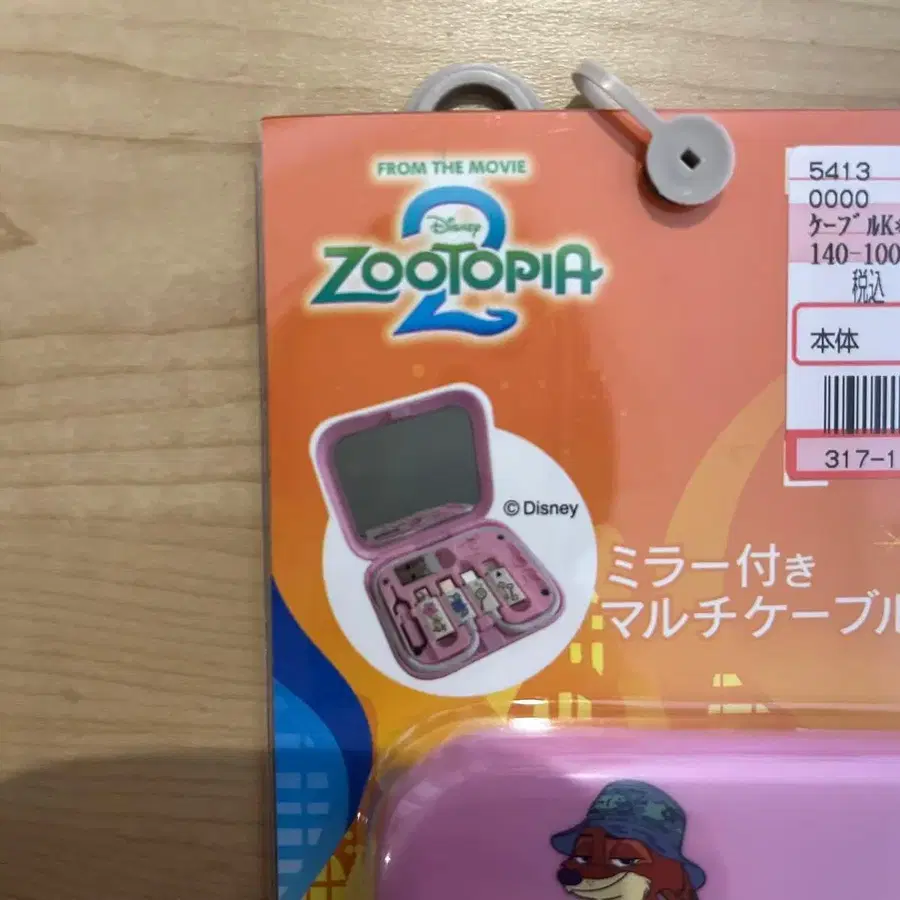 FROM THE MOVIE
Disney
ZOOTOPIA
2
© Disney
ミラー付き
マルチケーブル
5413
0000
ケーブルK*
140-100
税込
本体
317-1